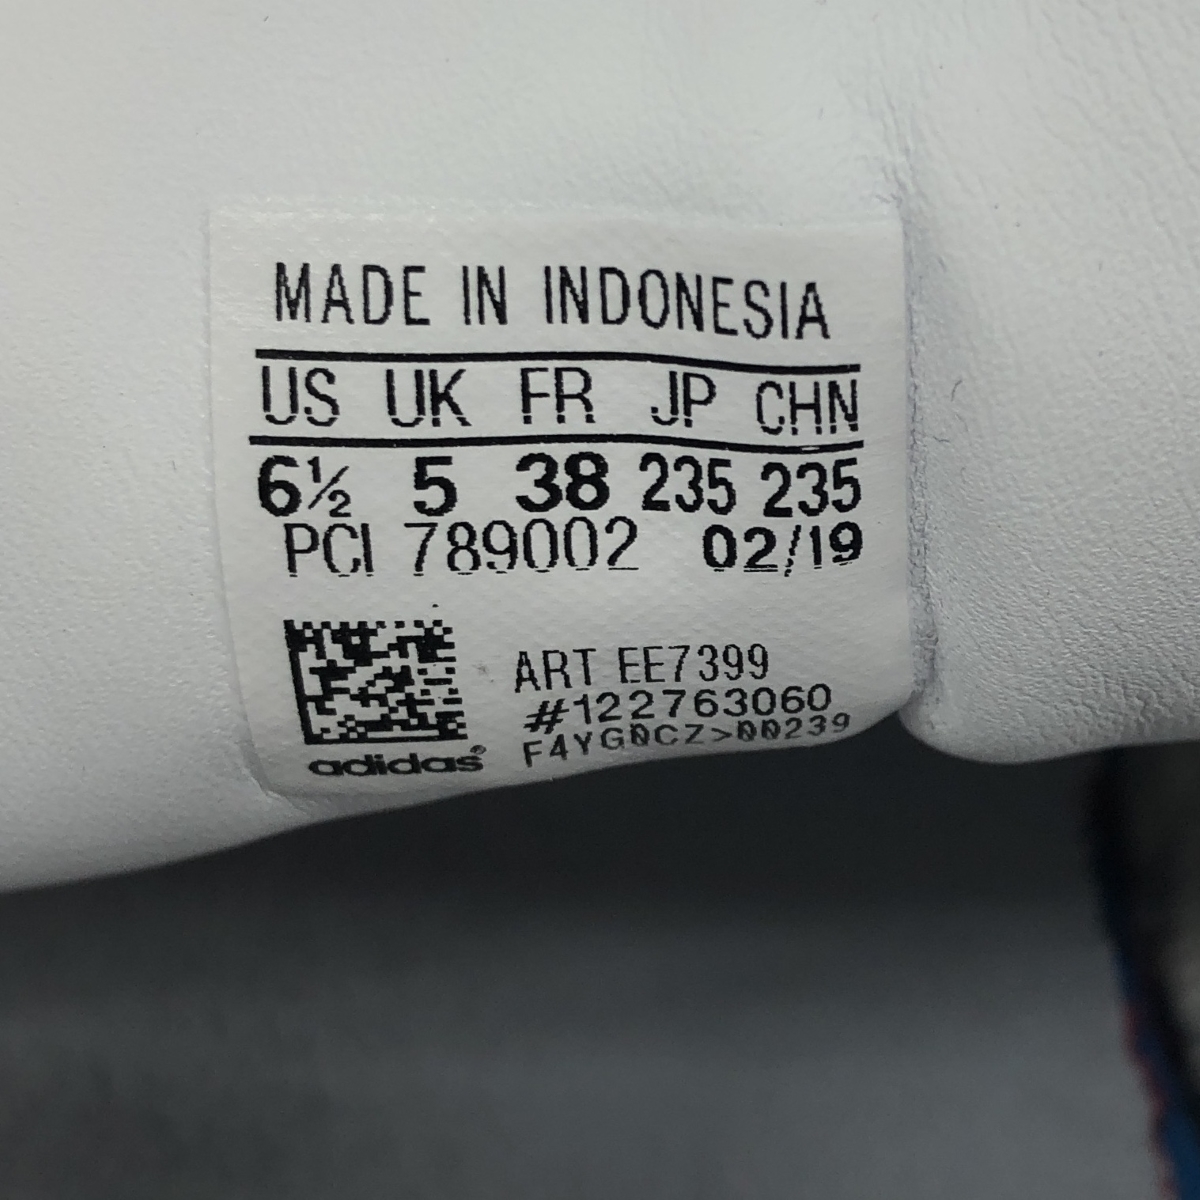 MADE IN INDONESIA
US UK FR JP CHN
6½ 5 38 235 235
PCI 789002 02/19
ART EE7399
#122763060
F4YG0CZ>00239
adidas®